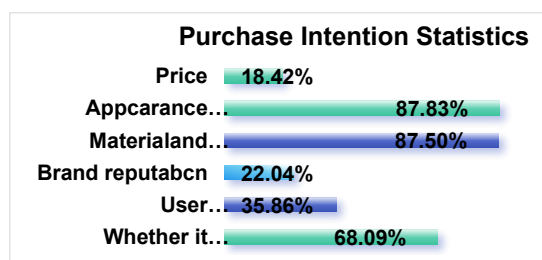 Purchase Intention Statistics
Price 18.42%
Appcarance… 87.83%
Materialand… 87.50%
Brand reputabcn 22.04%
User… 35.86%
Whether it… 68.09%